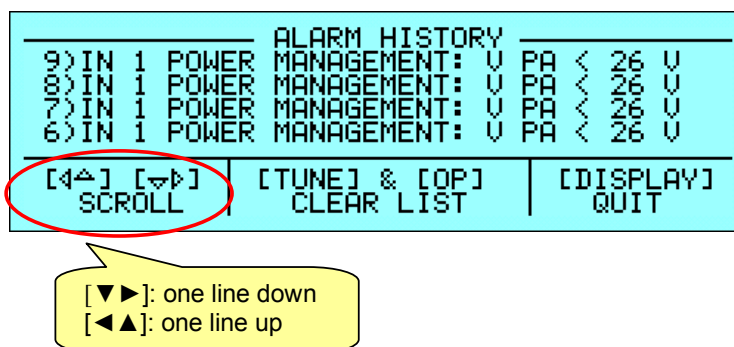 ALARM HISTORY
9)IN 1 POWER MANAGEMENT: V PA < 26 V
8)IN 1 POWER MANAGEMENT: V PA < 26 V
7)IN 1 POWER MANAGEMENT: V PA < 26 V
6)IN 1 POWER MANAGEMENT: V PA < 26 V
[◁△] [▽▷] [TUNE] & [OP] [DISPLAY]
SCROLL CLEAR LIST QUIT
[▼►]: one line down
[◄▲]: one line up